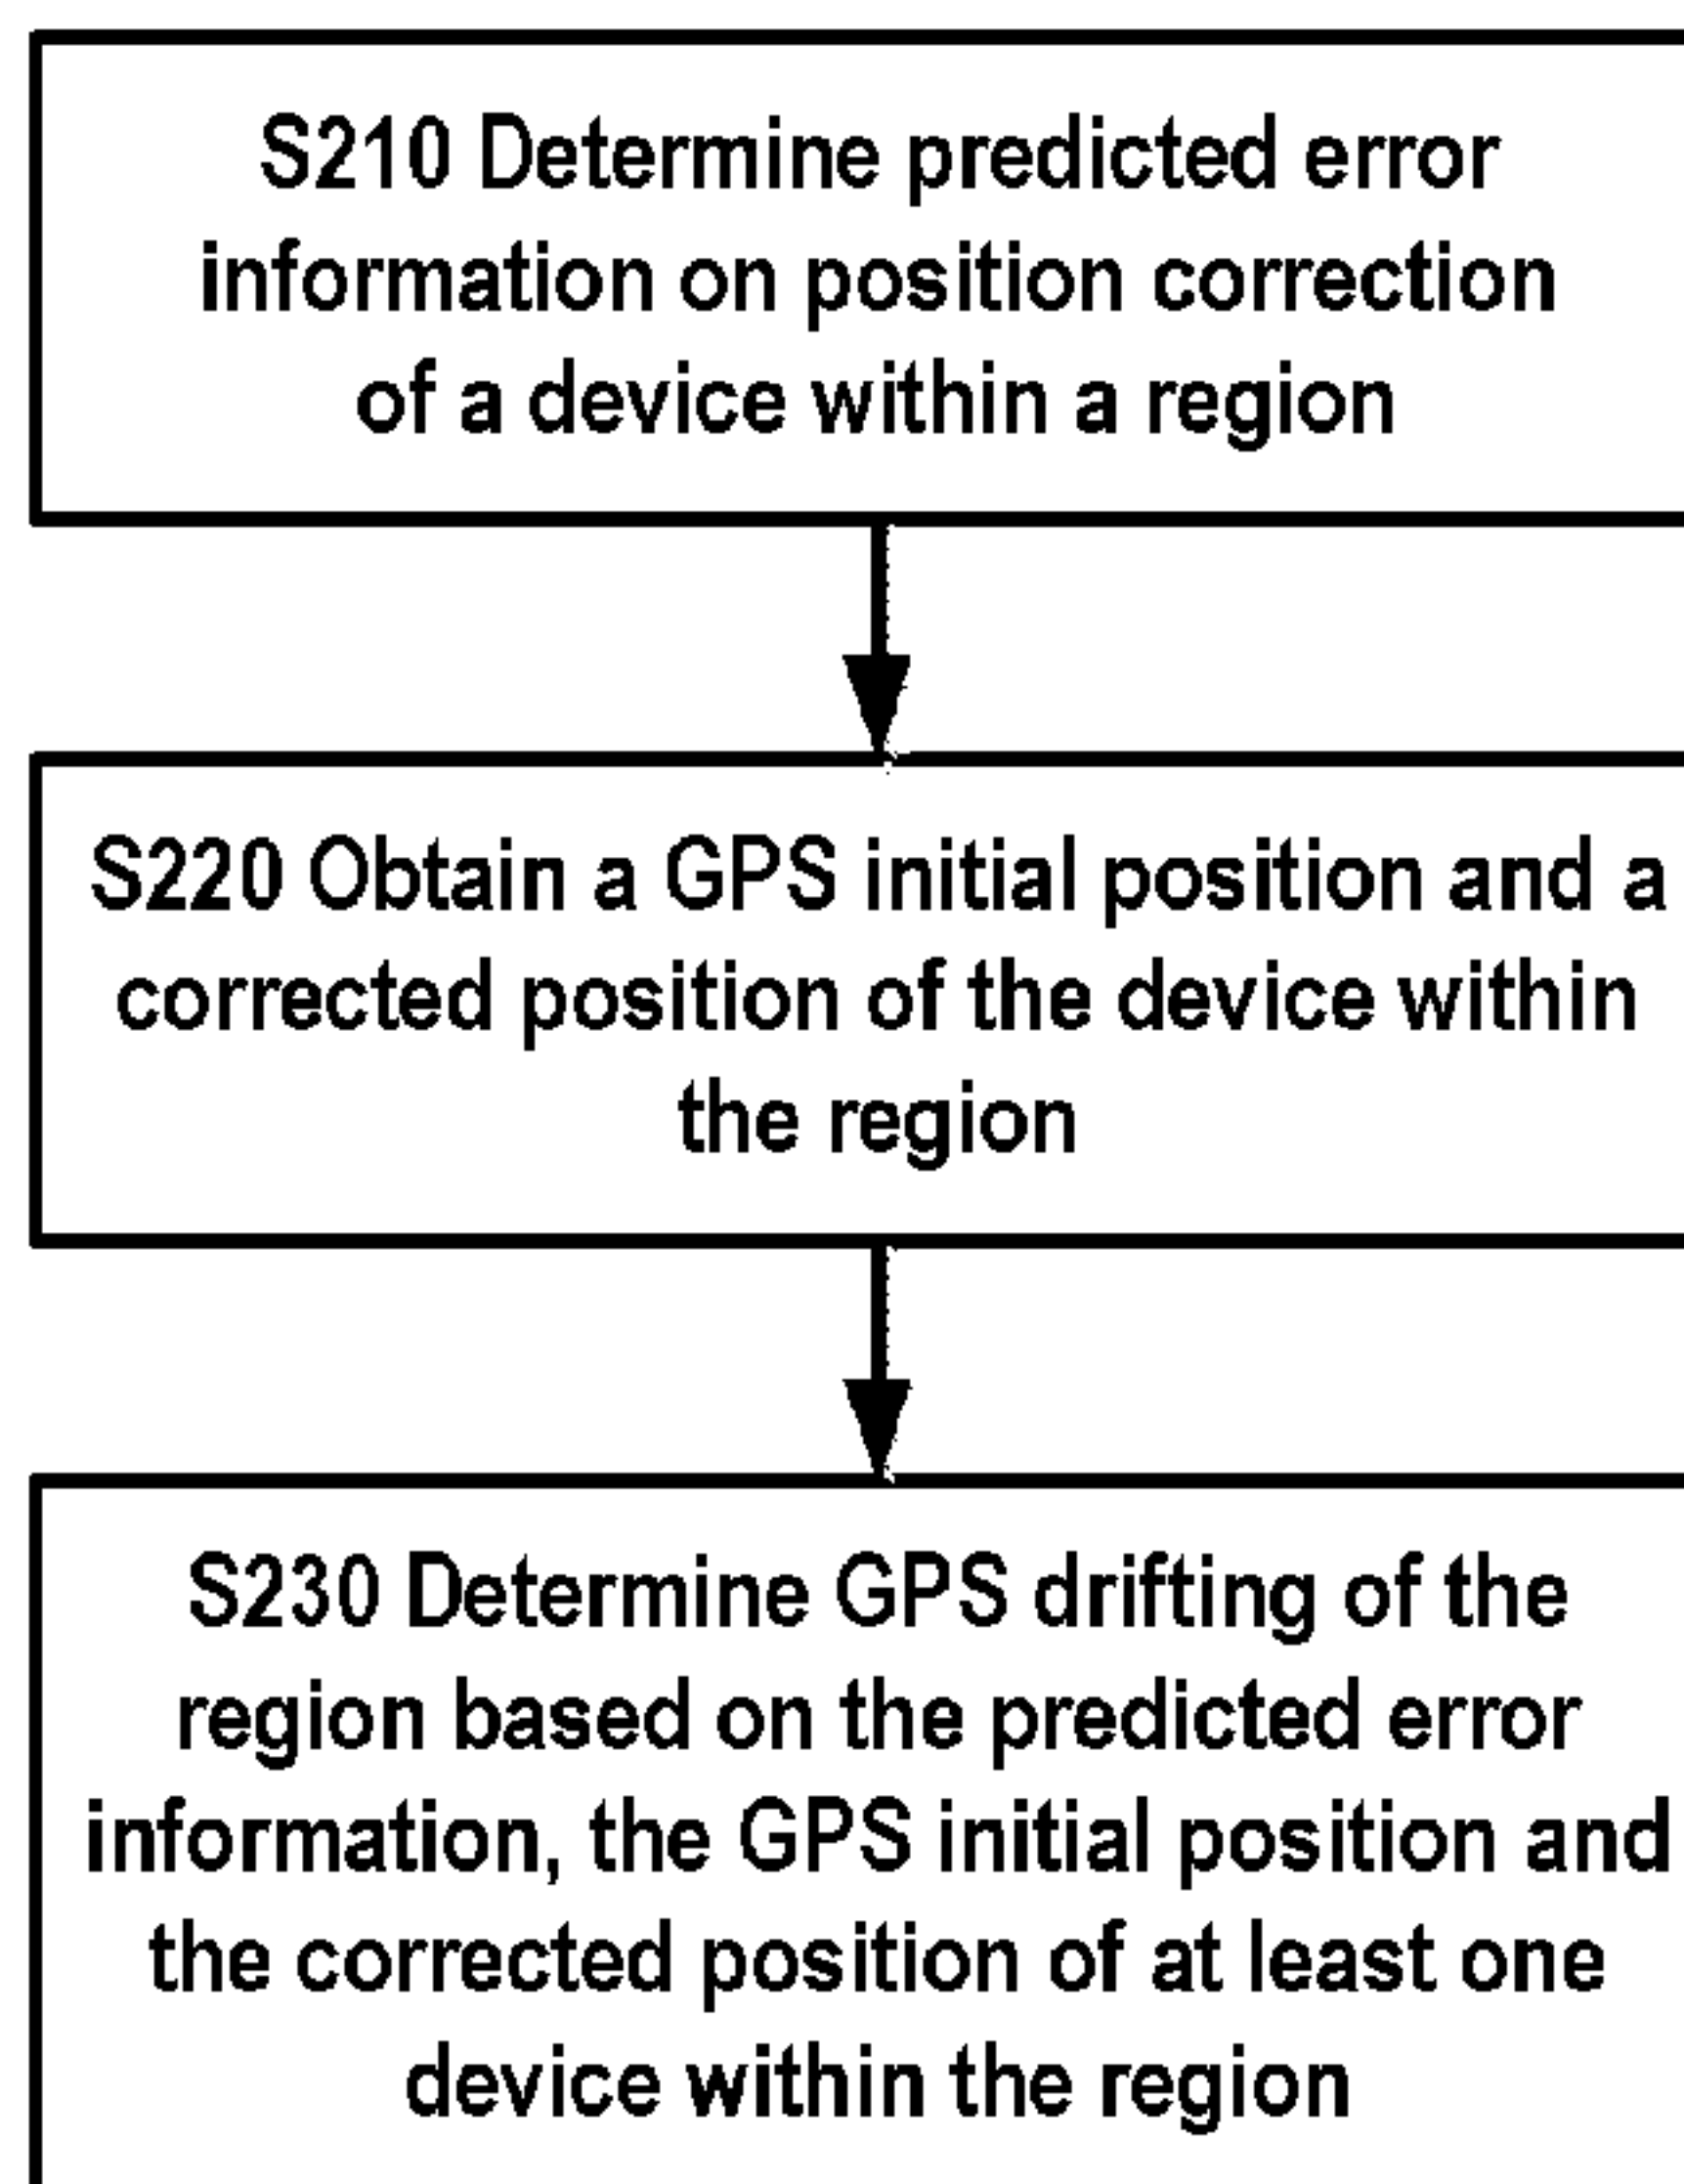 S210 Determine predicted error
information on position correction
of a device within a region
S220 Obtain a GPS initial position and a
corrected position of the device within
the region
S230 Determine GPS drifting of the
region based on the predicted error
information, the GPS initial position and
the corrected position of at least one
device within the region